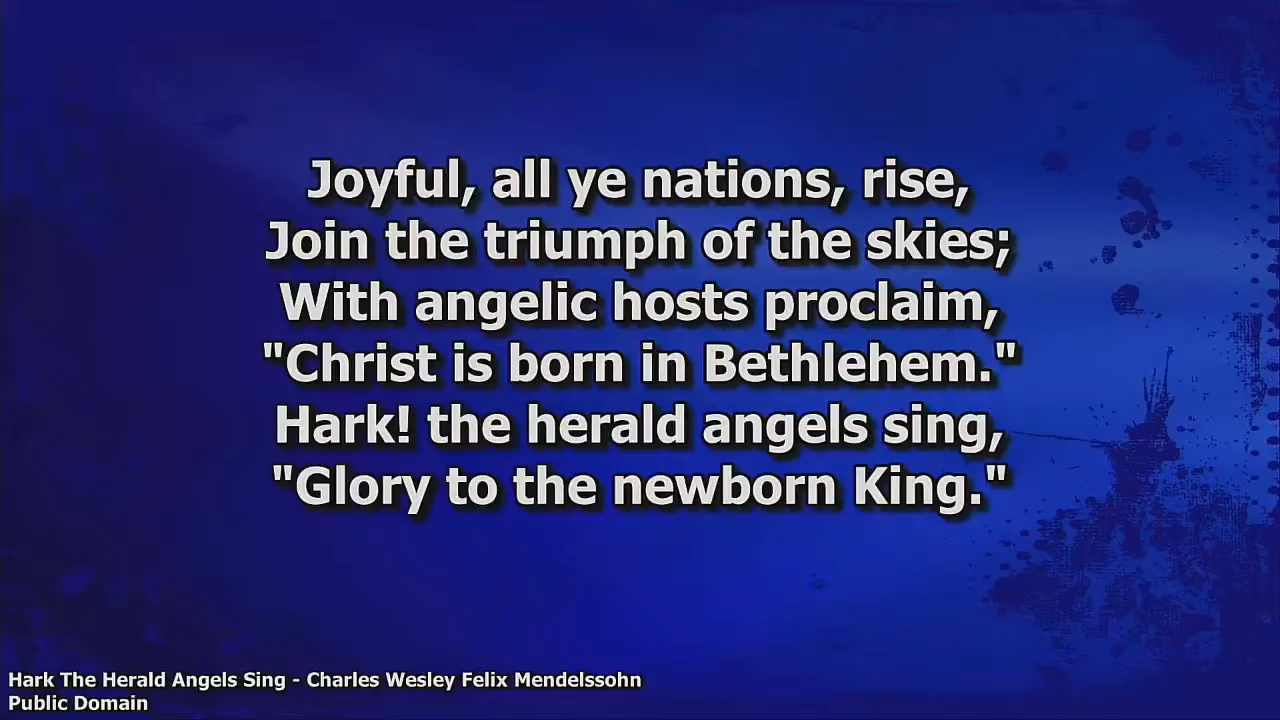 Joyful, all ye nations, rise,
Join the triumph of the skies;
With angelic hosts proclaim,
"Christ is born in Bethlehem."
Hark! the herald angels sing,
"Glory to the newborn King."
Hark The Herald Angels Sing - Charles Wesley Felix Mendelssohn
Public Domain